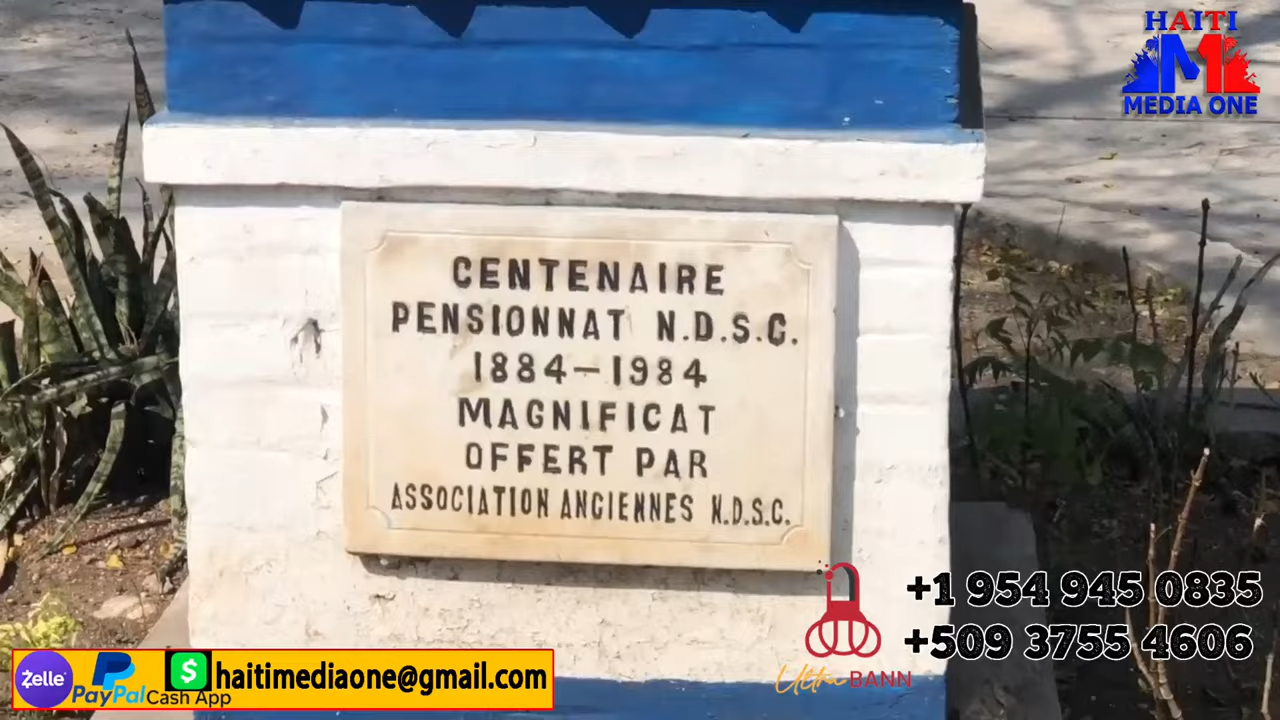 HAITI
M
MEDIA ONE
CENTENAIRE
PENSIONNAT N.D.S.C.
1884-1984
MAGNIFICAT
OFFERT PAR
ASSOCIATION ANCIENNES N.D.S.C.
+1 954 945 0835
+509 3755 4606
Ultra BANN
Zelle
PayPal
$
Cash App
haitimediaone@gmail.com